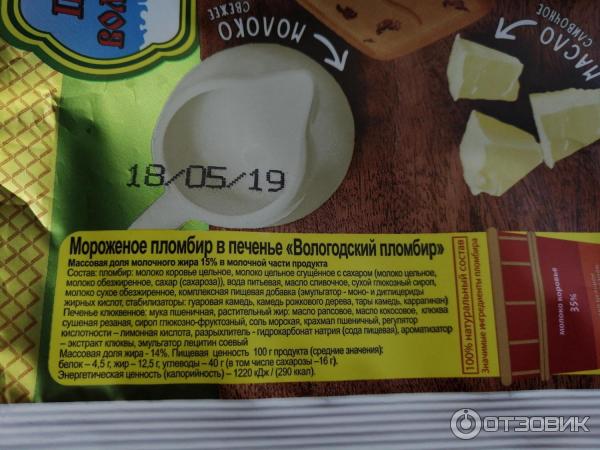 МОЛОКО
СВЕЖЕЕ
МАСЛО
СЛИВОЧНОЕ
18/05/19
Мороженое пломбир в печенье «Вологодский пломбир»
Массовая доля молочного жира 15% в молочной части продукта
Состав: пломбир: молоко коровье цельное, молоко цельное сгущённое с сахаром (молоко цельное,
молоко обезжиренное, сахар (сахароза)), вода питьевая, масло сливочное, сухой глюкозный сироп,
молоко сухое обезжиренное, комплексная пищевая добавка (эмульгатор - моно- и диглицериды
жирных кислот, стабилизаторы: гуаровая камедь, камедь рожкового дерева, тары камедь, каррагинан)
Печенье клюквенное: мука пшеничная, растительный жир: масло рапсовое, масло кокосовое, клюква
сушеная резаная, сироп глюкозно-фруктозный, соль морская, крахмал пшеничный, регулятор
кислотности – лимонная кислота, разрыхлитель - гидрокарбонат натрия (сода пищевая), ароматизатор
– экстракт клюквы, эмульгатор лецитин соевый
Массовая доля жира - 14%. Пищевая ценность 100 г продукта (средние значения):
белок – 4,5 г, жир – 12,5 г, углеводы – 40 г (в том числе сахарозы –16 г).
Энергетическая ценность (калорийность) – 1220 кДж / (290 ккал).
100% натуральный состав
Значимые ингредиенты пломбира
молоко коровье
35%
ОТЗОВИК